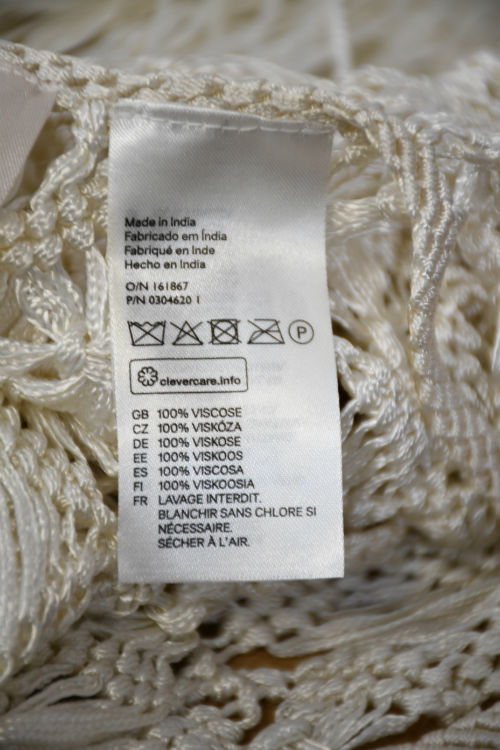 Made in India
Fabricado em Índia
Fabriqué en Inde
Hecho en India
O/N 161867
P/N 0304620 1
P
clevercare.info
GB 100% VISCOSE
CZ 100% VISKÓZA
DE 100% VISKOSE
EE 100% VISKOOS
ES 100% VISCOSA
FI 100% VISKOOSIA
FR LAVAGE INTERDIT.
BLANCHIR SANS CHLORE SI
NÉCESSAIRE.
SÉCHER À L'AIR.